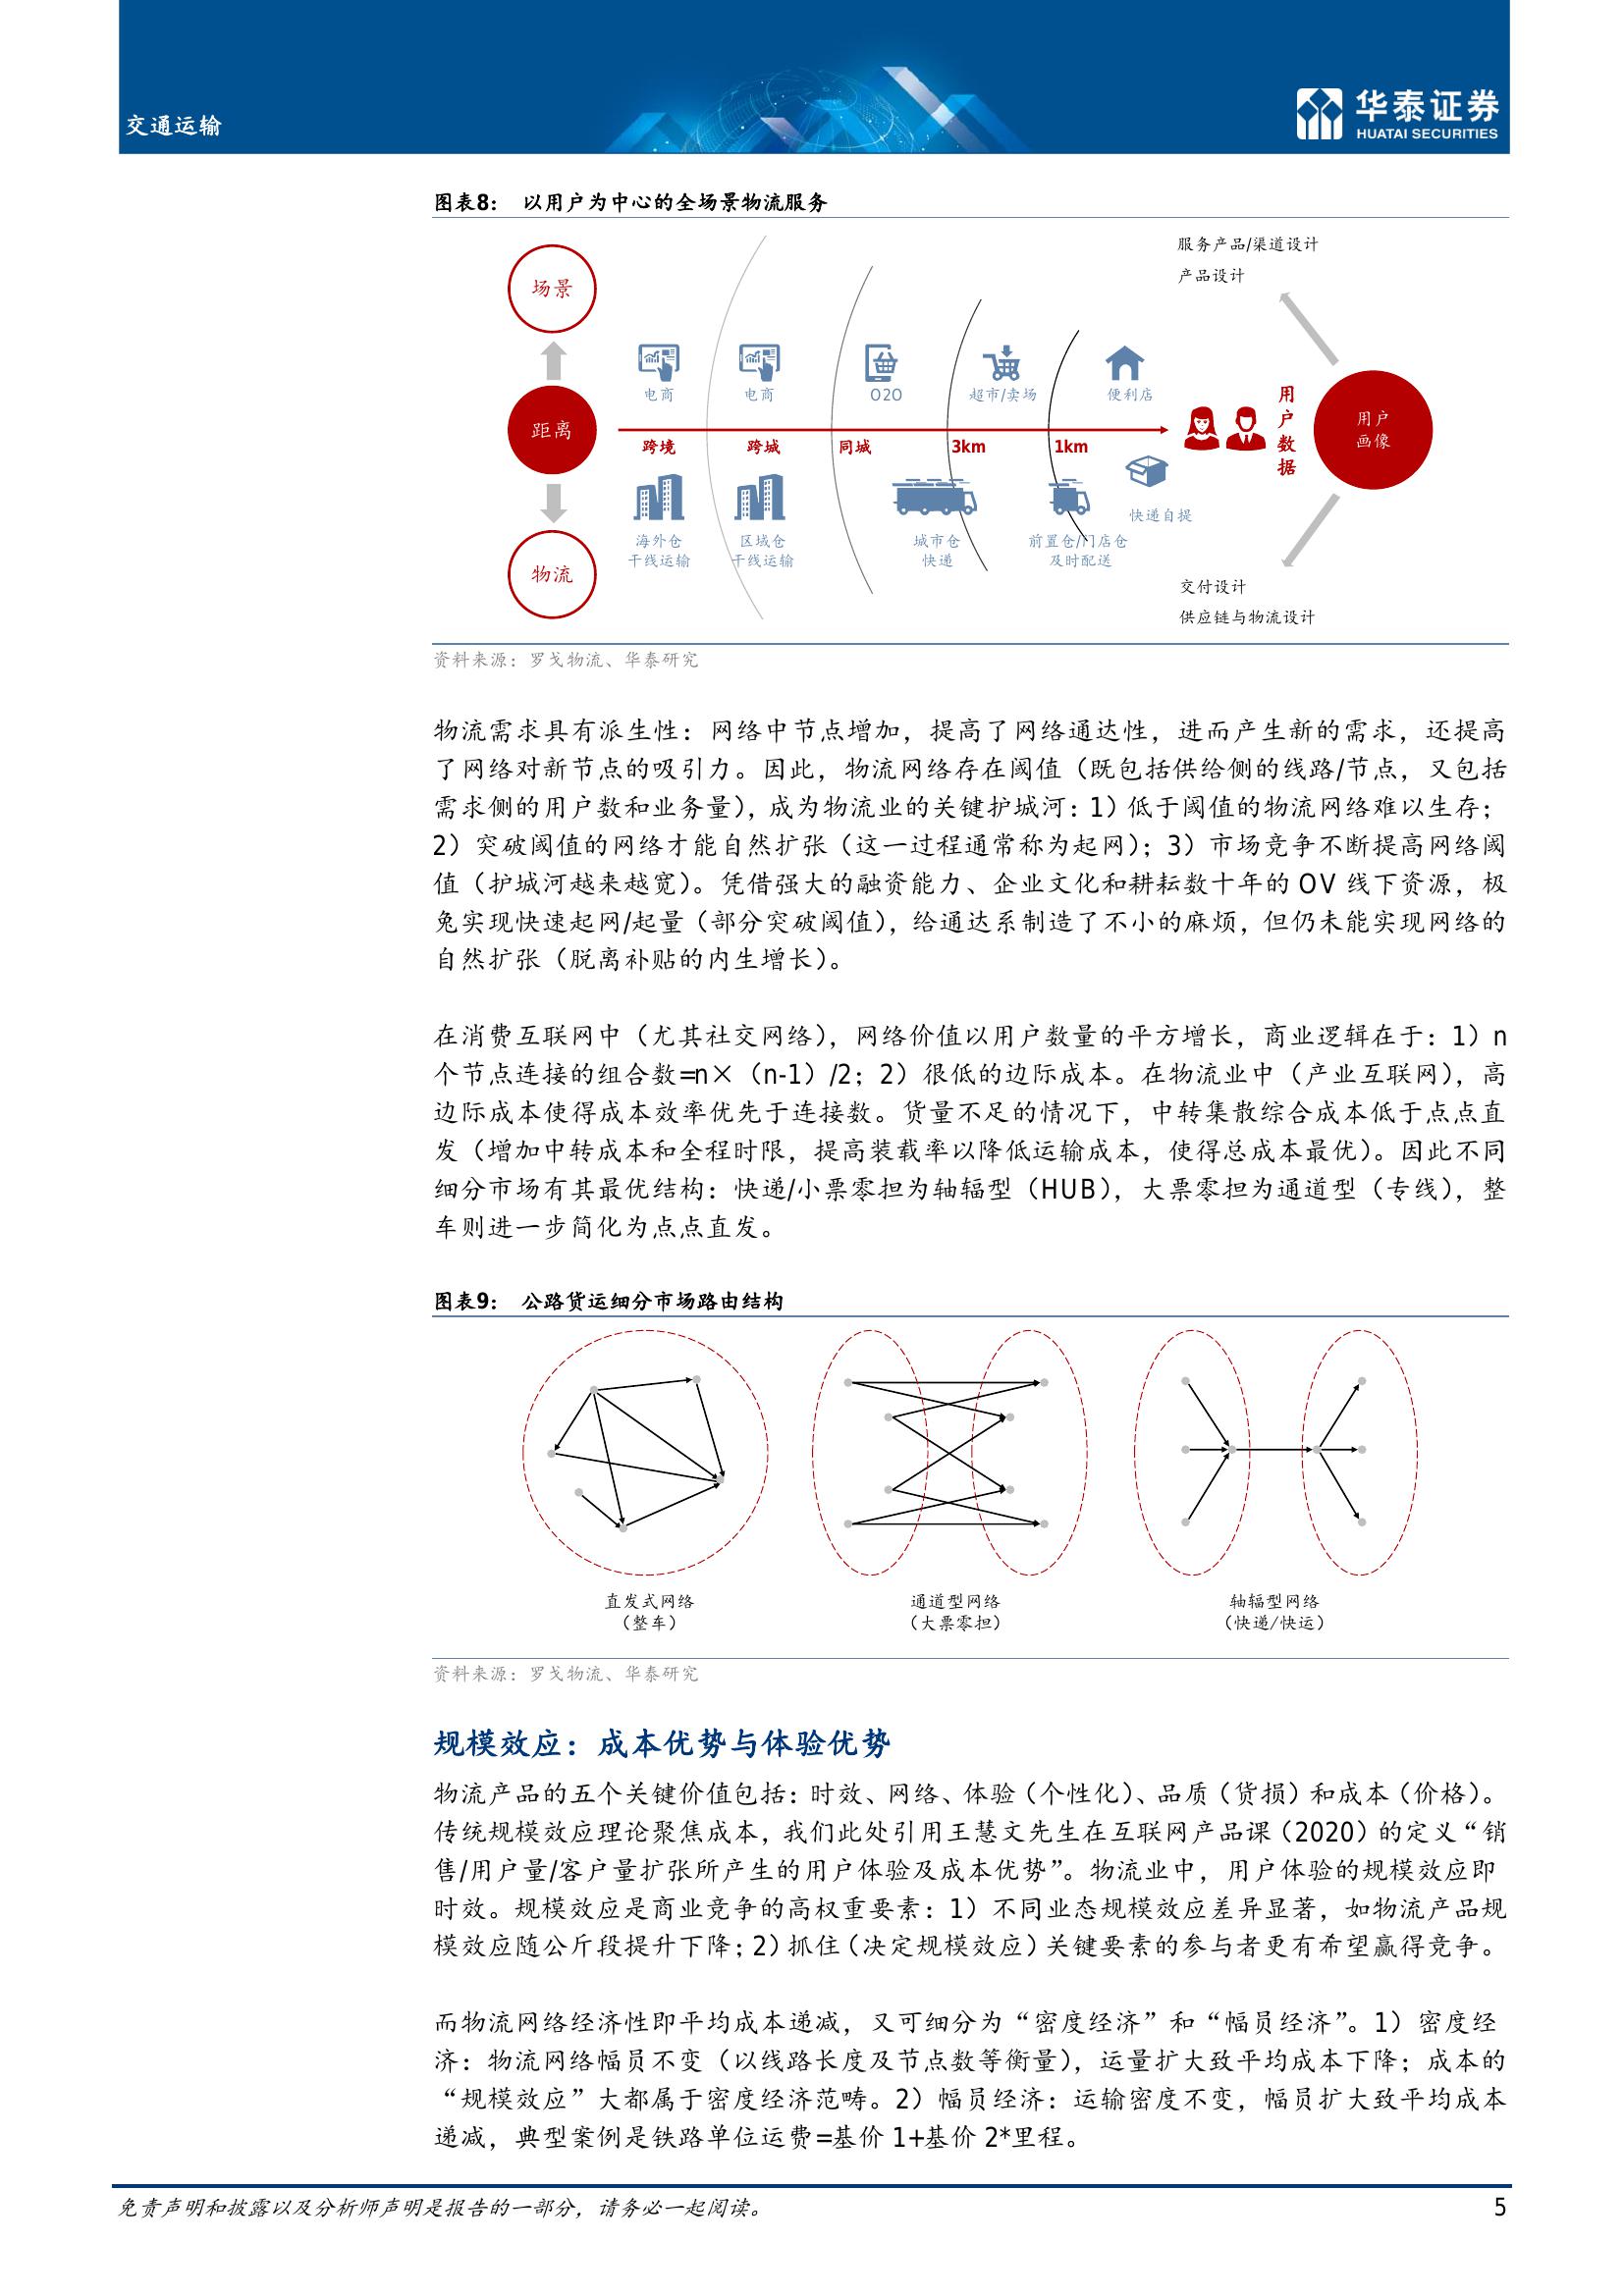 交通运输
华泰证券
HUATAI SECURITIES
图表8： 以用户为中心的全场景物流服务
场景
距离
物流
电商
电商
O2O
超市/卖场
便利店
跨境
跨城
同城
3km
1km
海外仓
干线运输
区域仓
干线运输
城市仓
快递
前置仓/门店仓
及时配送
快递自提
用户数据
用户
画像
服务产品/渠道设计
产品设计
交付设计
供应链与物流设计
资料来源：罗戈物流、华泰研究
物流需求具有派生性：网络中节点增加，提高了网络通达性，进而产生新的需求，还提高
了网络对新节点的吸引力。因此，物流网络存在阈值（既包括供给侧的线路/节点，又包括
需求侧的用户数和业务量），成为物流业的关键护城河：1）低于阈值的物流网络难以生存；
2）突破阈值的网络才能自然扩张（这一过程通常称为起网）；3）市场竞争不断提高网络阈
值（护城河越来越宽）。凭借强大的融资能力、企业文化和耕耘数十年的 OV 线下资源，极
兔实现快速起网/起量（部分突破阈值），给通达系制造了不小的麻烦，但仍未能实现网络的
自然扩张（脱离补贴的内生增长）。
在消费互联网中（尤其社交网络），网络价值以用户数量的平方增长，商业逻辑在于：1）n
个节点连接的组合数=n×（n-1）/2；2）很低的边际成本。在物流业中（产业互联网），高
边际成本使得成本效率优先于连接数。货量不足的情况下，中转集散综合成本低于点点直
发（增加中转成本和全程时限，提高装载率以降低运输成本，使得总成本最优）。因此不同
细分市场有其最优结构：快递/小票零担为轴辐型（HUB），大票零担为通道型（专线），整
车则进一步简化为点点直发。
图表9： 公路货运细分市场路由结构
直发式网络
（整车）
通道型网络
（大票零担）
轴辐型网络
（快递/快运）
资料来源：罗戈物流、华泰研究
规模效应：成本优势与体验优势
物流产品的五个关键价值包括：时效、网络、体验（个性化）、品质（货损）和成本（价格）。
传统规模效应理论聚焦成本，我们此处引用王慧文先生在互联网产品课（2020）的定义“销
售/用户量/客户量扩张所产生的用户体验及成本优势”。物流业中，用户体验的规模效应即
时效。规模效应是商业竞争的高权重要素：1）不同业态规模效应差异显著，如物流产品规
模效应随公斤段提升下降；2）抓住（决定规模效应）关键要素的参与者更有希望赢得竞争。
而物流网络经济性即平均成本递减，又可细分为“密度经济”和“幅员经济”。1）密度经
济：物流网络幅员不变（以线路长度及节点数等衡量），运量扩大致平均成本下降；成本的
“规模效应”大都属于密度经济范畴。2）幅员经济：运输密度不变，幅员扩大致平均成本
递减，典型案例是铁路单位运费=基价 1+基价 2*里程。
免责声明和披露以及分析师声明是报告的一部分，请务必一起阅读。
5